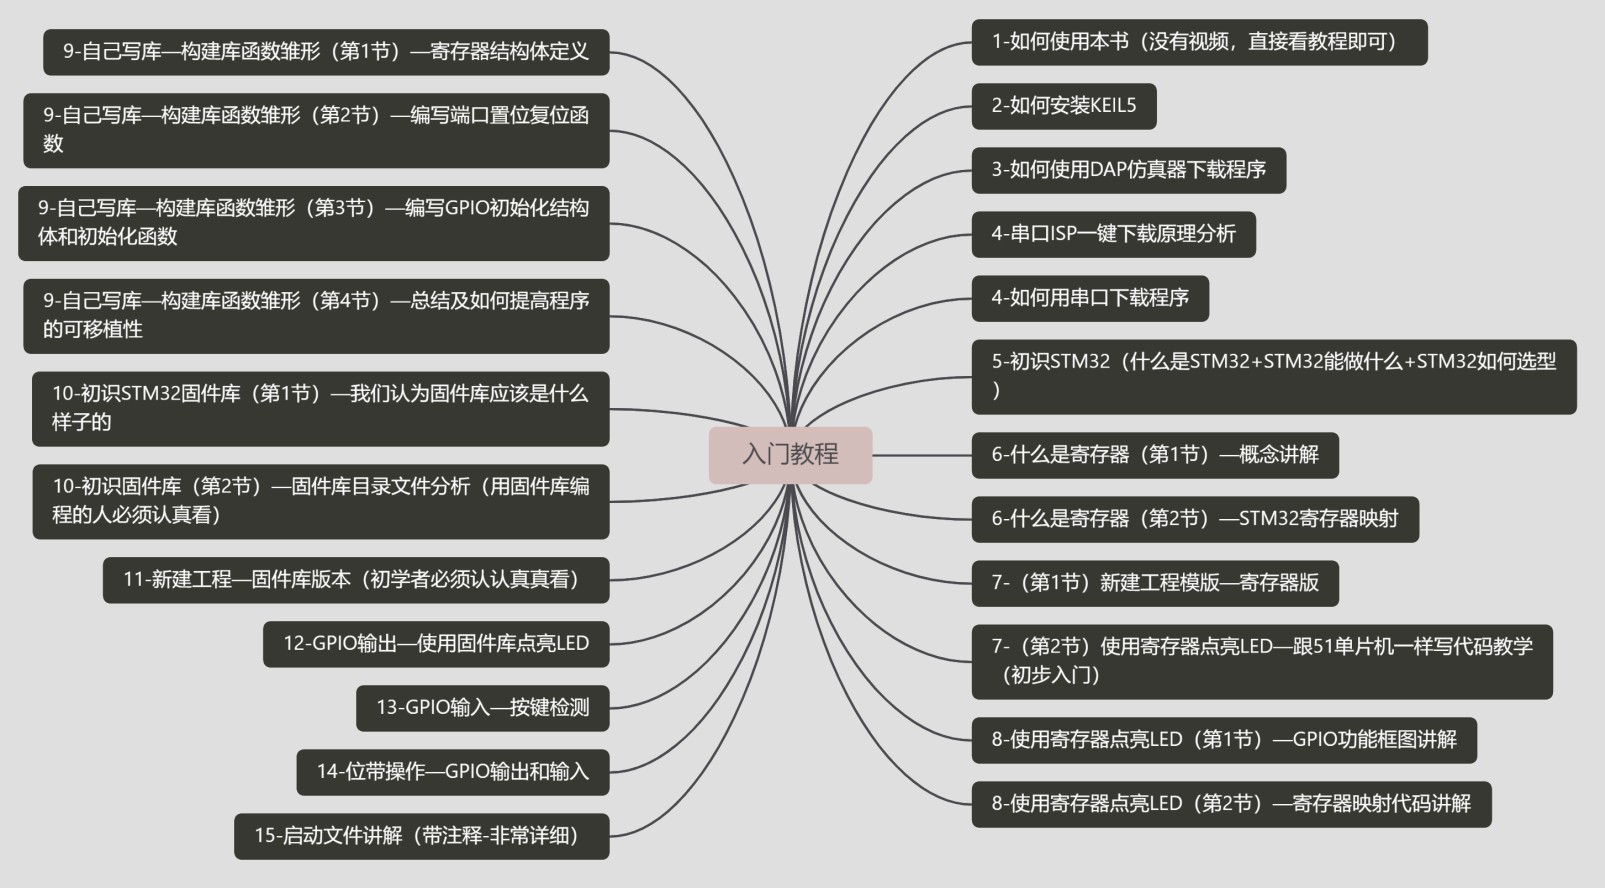 入门教程
1-如何使用本书（没有视频，直接看教程即可）
2-如何安装KEIL5
3-如何使用DAP仿真器下载程序
4-串口ISP一键下载原理分析
4-如何用串口下载程序
5-初识STM32（什么是STM32+STM32能做什么+STM32如何选型
）
6-什么是寄存器（第1节）—概念讲解
6-什么是寄存器（第2节）—STM32寄存器映射
7-（第1节）新建工程模版—寄存器版
7-（第2节）使用寄存器点亮LED—跟51单片机一样写代码教学
（初步入门）
8-使用寄存器点亮LED（第1节）—GPIO功能框图讲解
8-使用寄存器点亮LED（第2节）—寄存器映射代码讲解
9-自己写库—构建库函数雏形（第1节）—寄存器结构体定义
9-自己写库—构建库函数雏形（第2节）—编写端口置位复位函
数
9-自己写库—构建库函数雏形（第3节）—编写GPIO初始化结构
体和初始化函数
9-自己写库—构建库函数雏形（第4节）—总结及如何提高程序
的可移植性
10-初识STM32固件库（第1节）—我们认为固件库应该是什么
样子的
10-初识固件库（第2节）—固件库目录文件分析（用固件库编
程的人必须认真看）
11-新建工程—固件库版本（初学者必须认认真真看）
12-GPIO输出—使用固件库点亮LED
13-GPIO输入—按键检测
14-位带操作—GPIO输出和输入
15-启动文件讲解（带注释-非常详细）